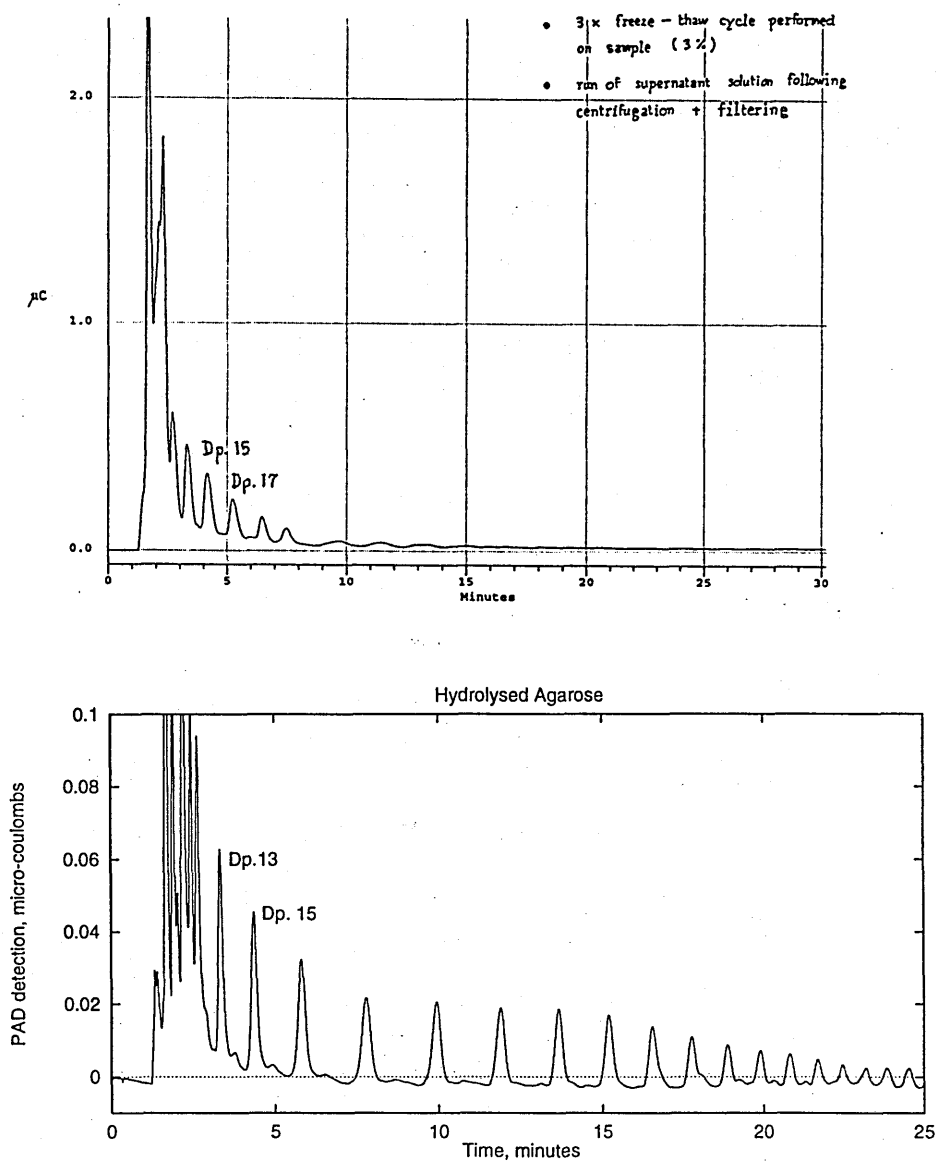 • 3 x freeze - thaw cycle performed
on sample (3%)
• run of supernatant solution following
centrifugation + filtering
2.0
μC
1.0
Dp. 15
Dp. 17
0.0
0 5 10 15 20 25 30
Minutes
Hydrolysed Agarose
0.1
0.08
0.06
0.04
0.02
0
PAD detection, micro-coulombs
Dp.13
Dp. 15
0 5 10 15 20 25
Time, minutes